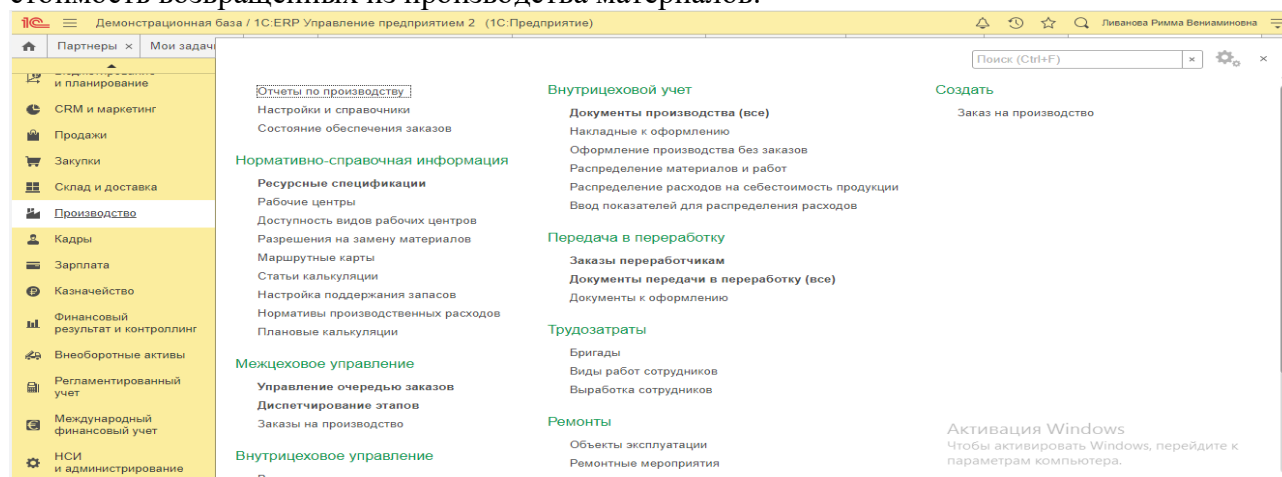 стоимость возвращенных из производства материалов.
1С Демонстрационная база / 1С:ERP Управление предприятием 2 (1С:Предприятие) Ливанова Римма Вениаминовна
Партнеры × Мои задачи
Поиск (Ctrl+F) ×
и планирование
CRM и маркетинг
Продажи
Закупки
Склад и доставка
Производство
Кадры
Зарплата
Казначейство
Финансовый
результат и контроллинг
Внеоборотные активы
Регламентированный
учет
Международный
финансовый учет
НСИ
и администрирование
Отчеты по производству
Настройки и справочники
Состояние обеспечения заказов
Нормативно-справочная информация
Ресурсные спецификации
Рабочие центры
Доступность видов рабочих центров
Разрешения на замену материалов
Маршрутные карты
Статьи калькуляции
Настройка поддержания запасов
Нормативы производственных расходов
Плановые калькуляции
Межцеховое управление
Управление очередью заказов
Диспетчирование этапов
Заказы на производство
Внутрицеховое управление
Внутрицеховой учет
Документы производства (все)
Накладные к оформлению
Оформление производства без заказов
Распределение материалов и работ
Распределение расходов на себестоимость продукции
Ввод показателей для распределения расходов
Передача в переработку
Заказы переработчикам
Документы передачи в переработку (все)
Документы к оформлению
Трудозатраты
Бригады
Виды работ сотрудников
Выработка сотрудников
Ремонты
Объекты эксплуатации
Ремонтные мероприятия
Создать
Заказ на производство
Активация Windows
Чтобы активировать Windows, перейдите к
параметрам компьютера.